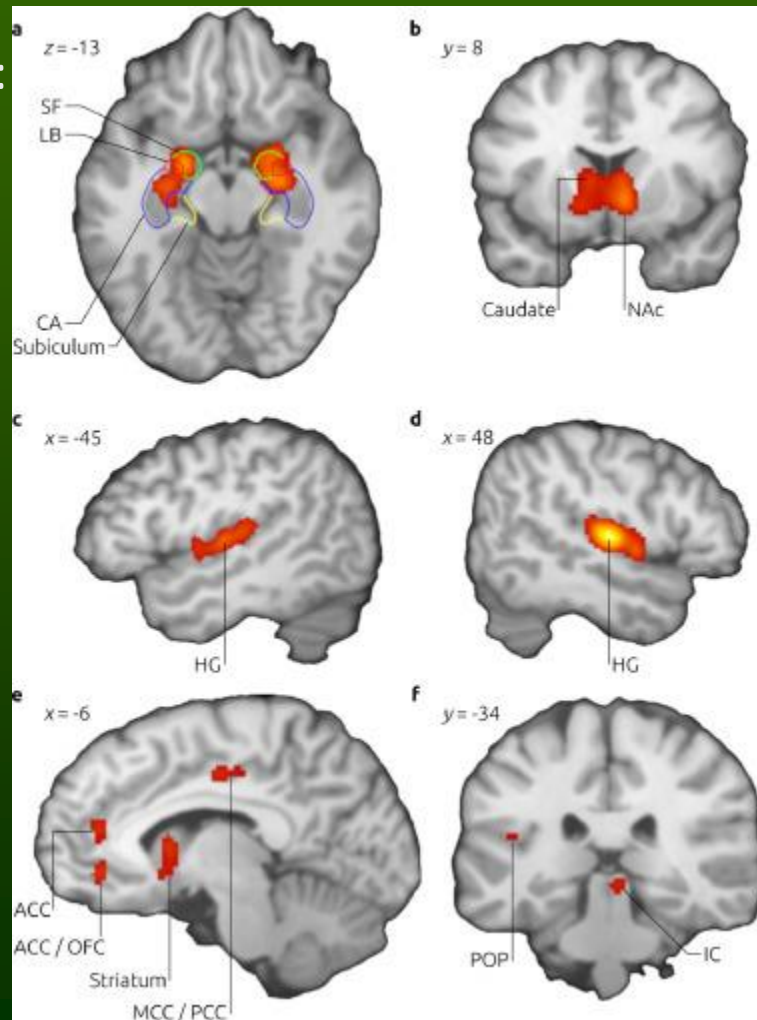 a
z = -13
SF
LB
CA
Subiculum
b
y = 8
Caudate
NAc
c
x = -45
HG
d
x = 48
HG
e
x = -6
ACC
ACC / OFC
Striatum
MCC / PCC
f
y = -34
POP
IC